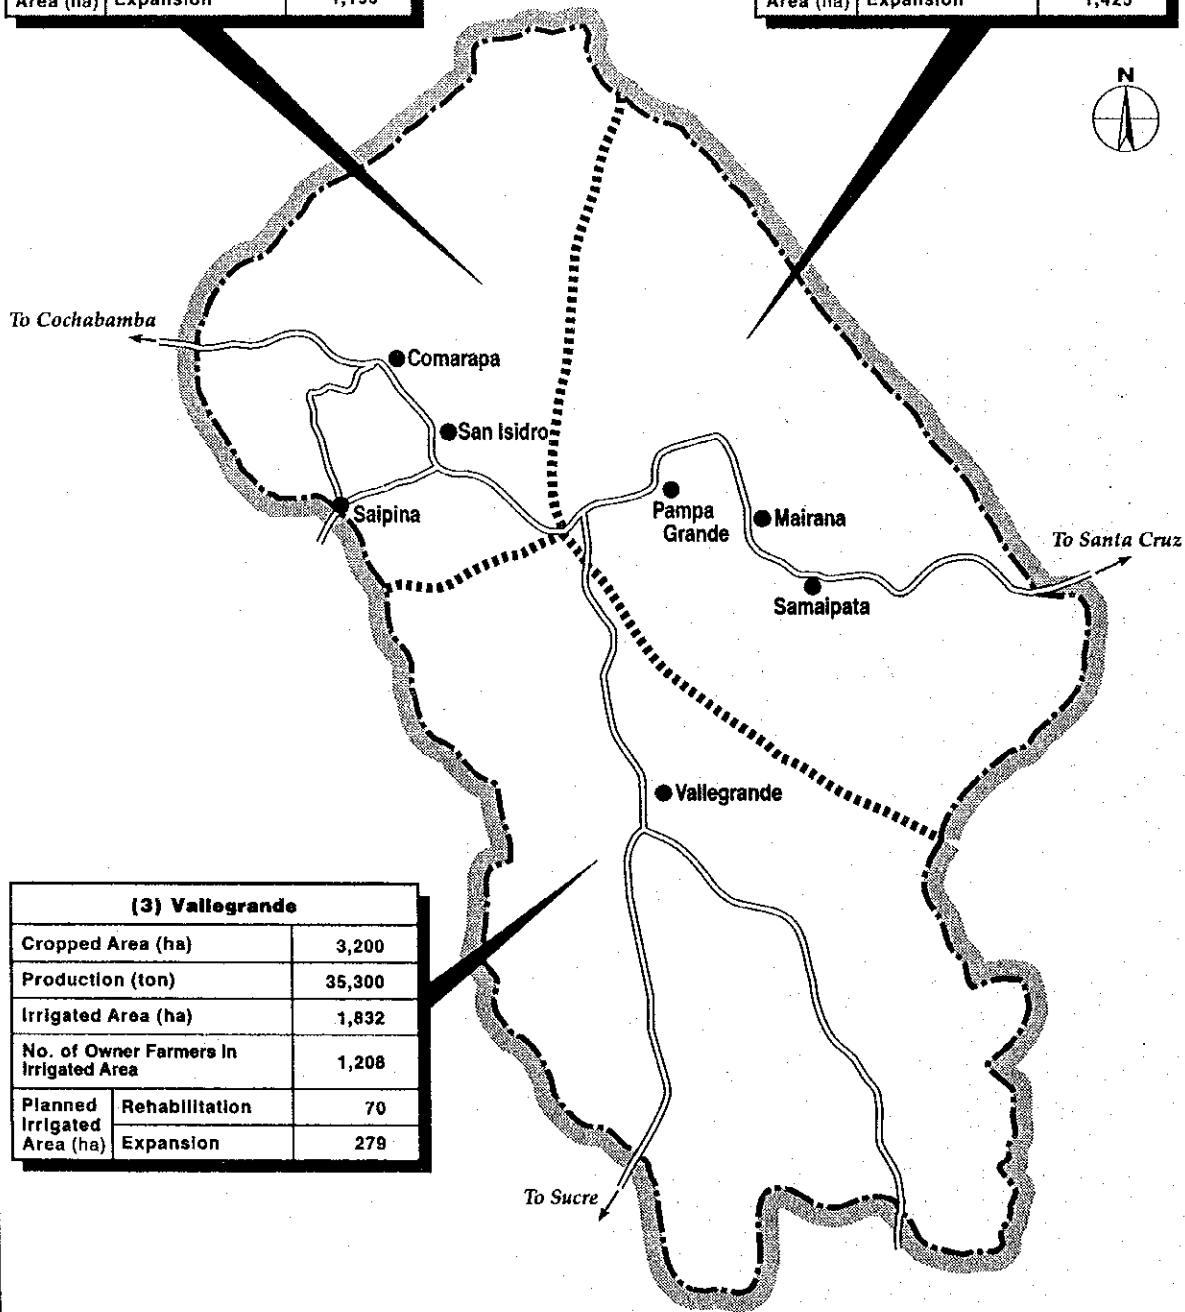 Area (ha) Expansion
Area (ha) Expansion 1,425
N
To Cochabamba
Comarapa
San Isidro
Saipina
Pampa
Grande
Mairana
To Santa Cruz
Samaipata
Vallegrande
(3) Vallegrande
Cropped Area (ha) 3,200
Production (ton) 35,300
Irrigated Area (ha) 1,832
No. of Owner Farmers in
Irrigated Area 1,208
Planned
Irrigated
Area (ha)
Rehabilitation 70
Expansion 279
To Sucre